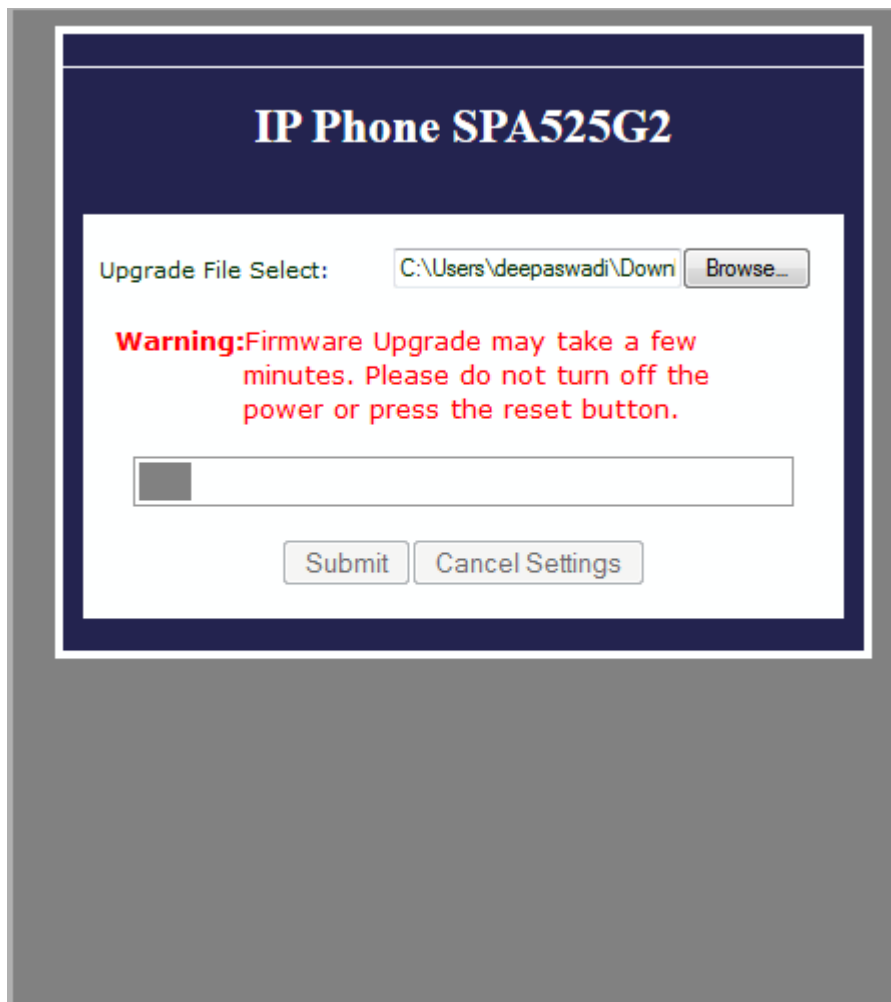 IP Phone SPA525G2
Upgrade File Select: C:\Users\deepaswadi\Down Browse...
Warning:Firmware Upgrade may take a few
minutes. Please do not turn off the
power or press the reset button.
Submit Cancel Settings